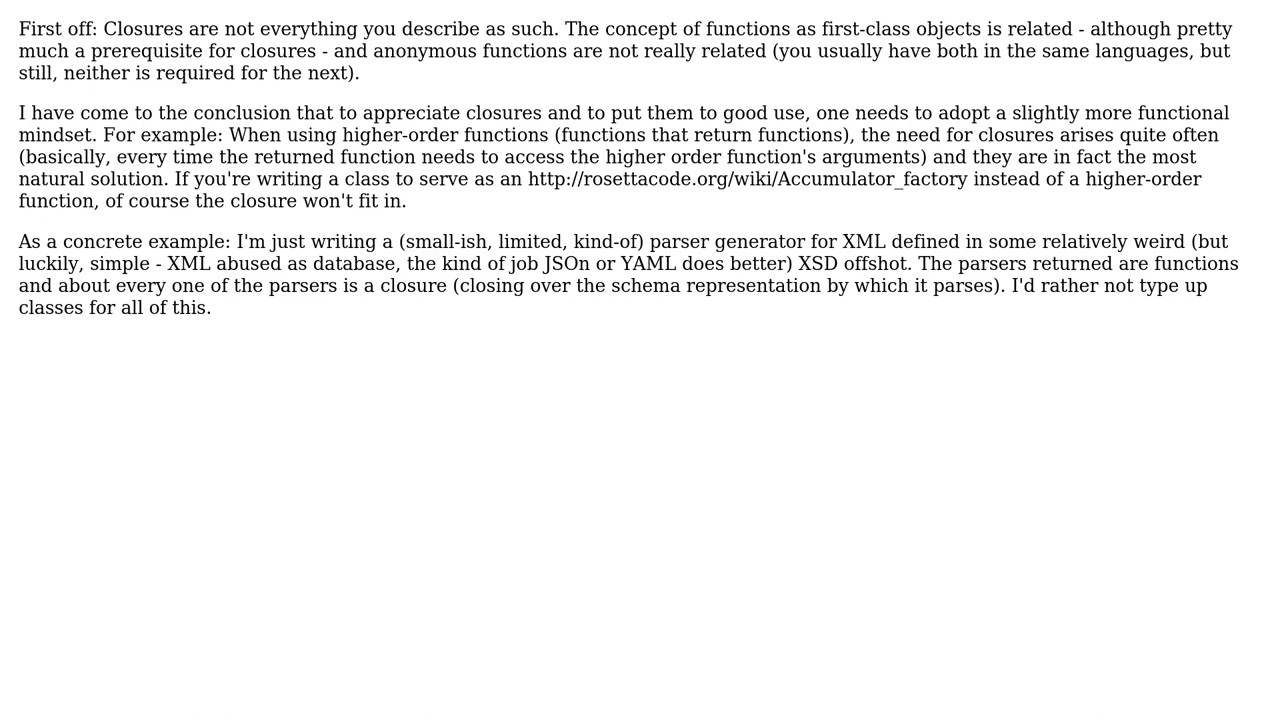 First off: Closures are not everything you describe as such. The concept of functions as first-class objects is related - although pretty
much a prerequisite for closures - and anonymous functions are not really related (you usually have both in the same languages, but
still, neither is required for the next).
I have come to the conclusion that to appreciate closures and to put them to good use, one needs to adopt a slightly more functional
mindset. For example: When using higher-order functions (functions that return functions), the need for closures arises quite often
(basically, every time the returned function needs to access the higher order function's arguments) and they are in fact the most
natural solution. If you're writing a class to serve as an http://rosettacode.org/wiki/Accumulator_factory instead of a higher-order
function, of course the closure won't fit in.
As a concrete example: I'm just writing a (small-ish, limited, kind-of) parser generator for XML defined in some relatively weird (but
luckily, simple - XML abused as database, the kind of job JSOn or YAML does better) XSD offshot. The parsers returned are functions
and about every one of the parsers is a closure (closing over the schema representation by which it parses). I'd rather not type up
classes for all of this.